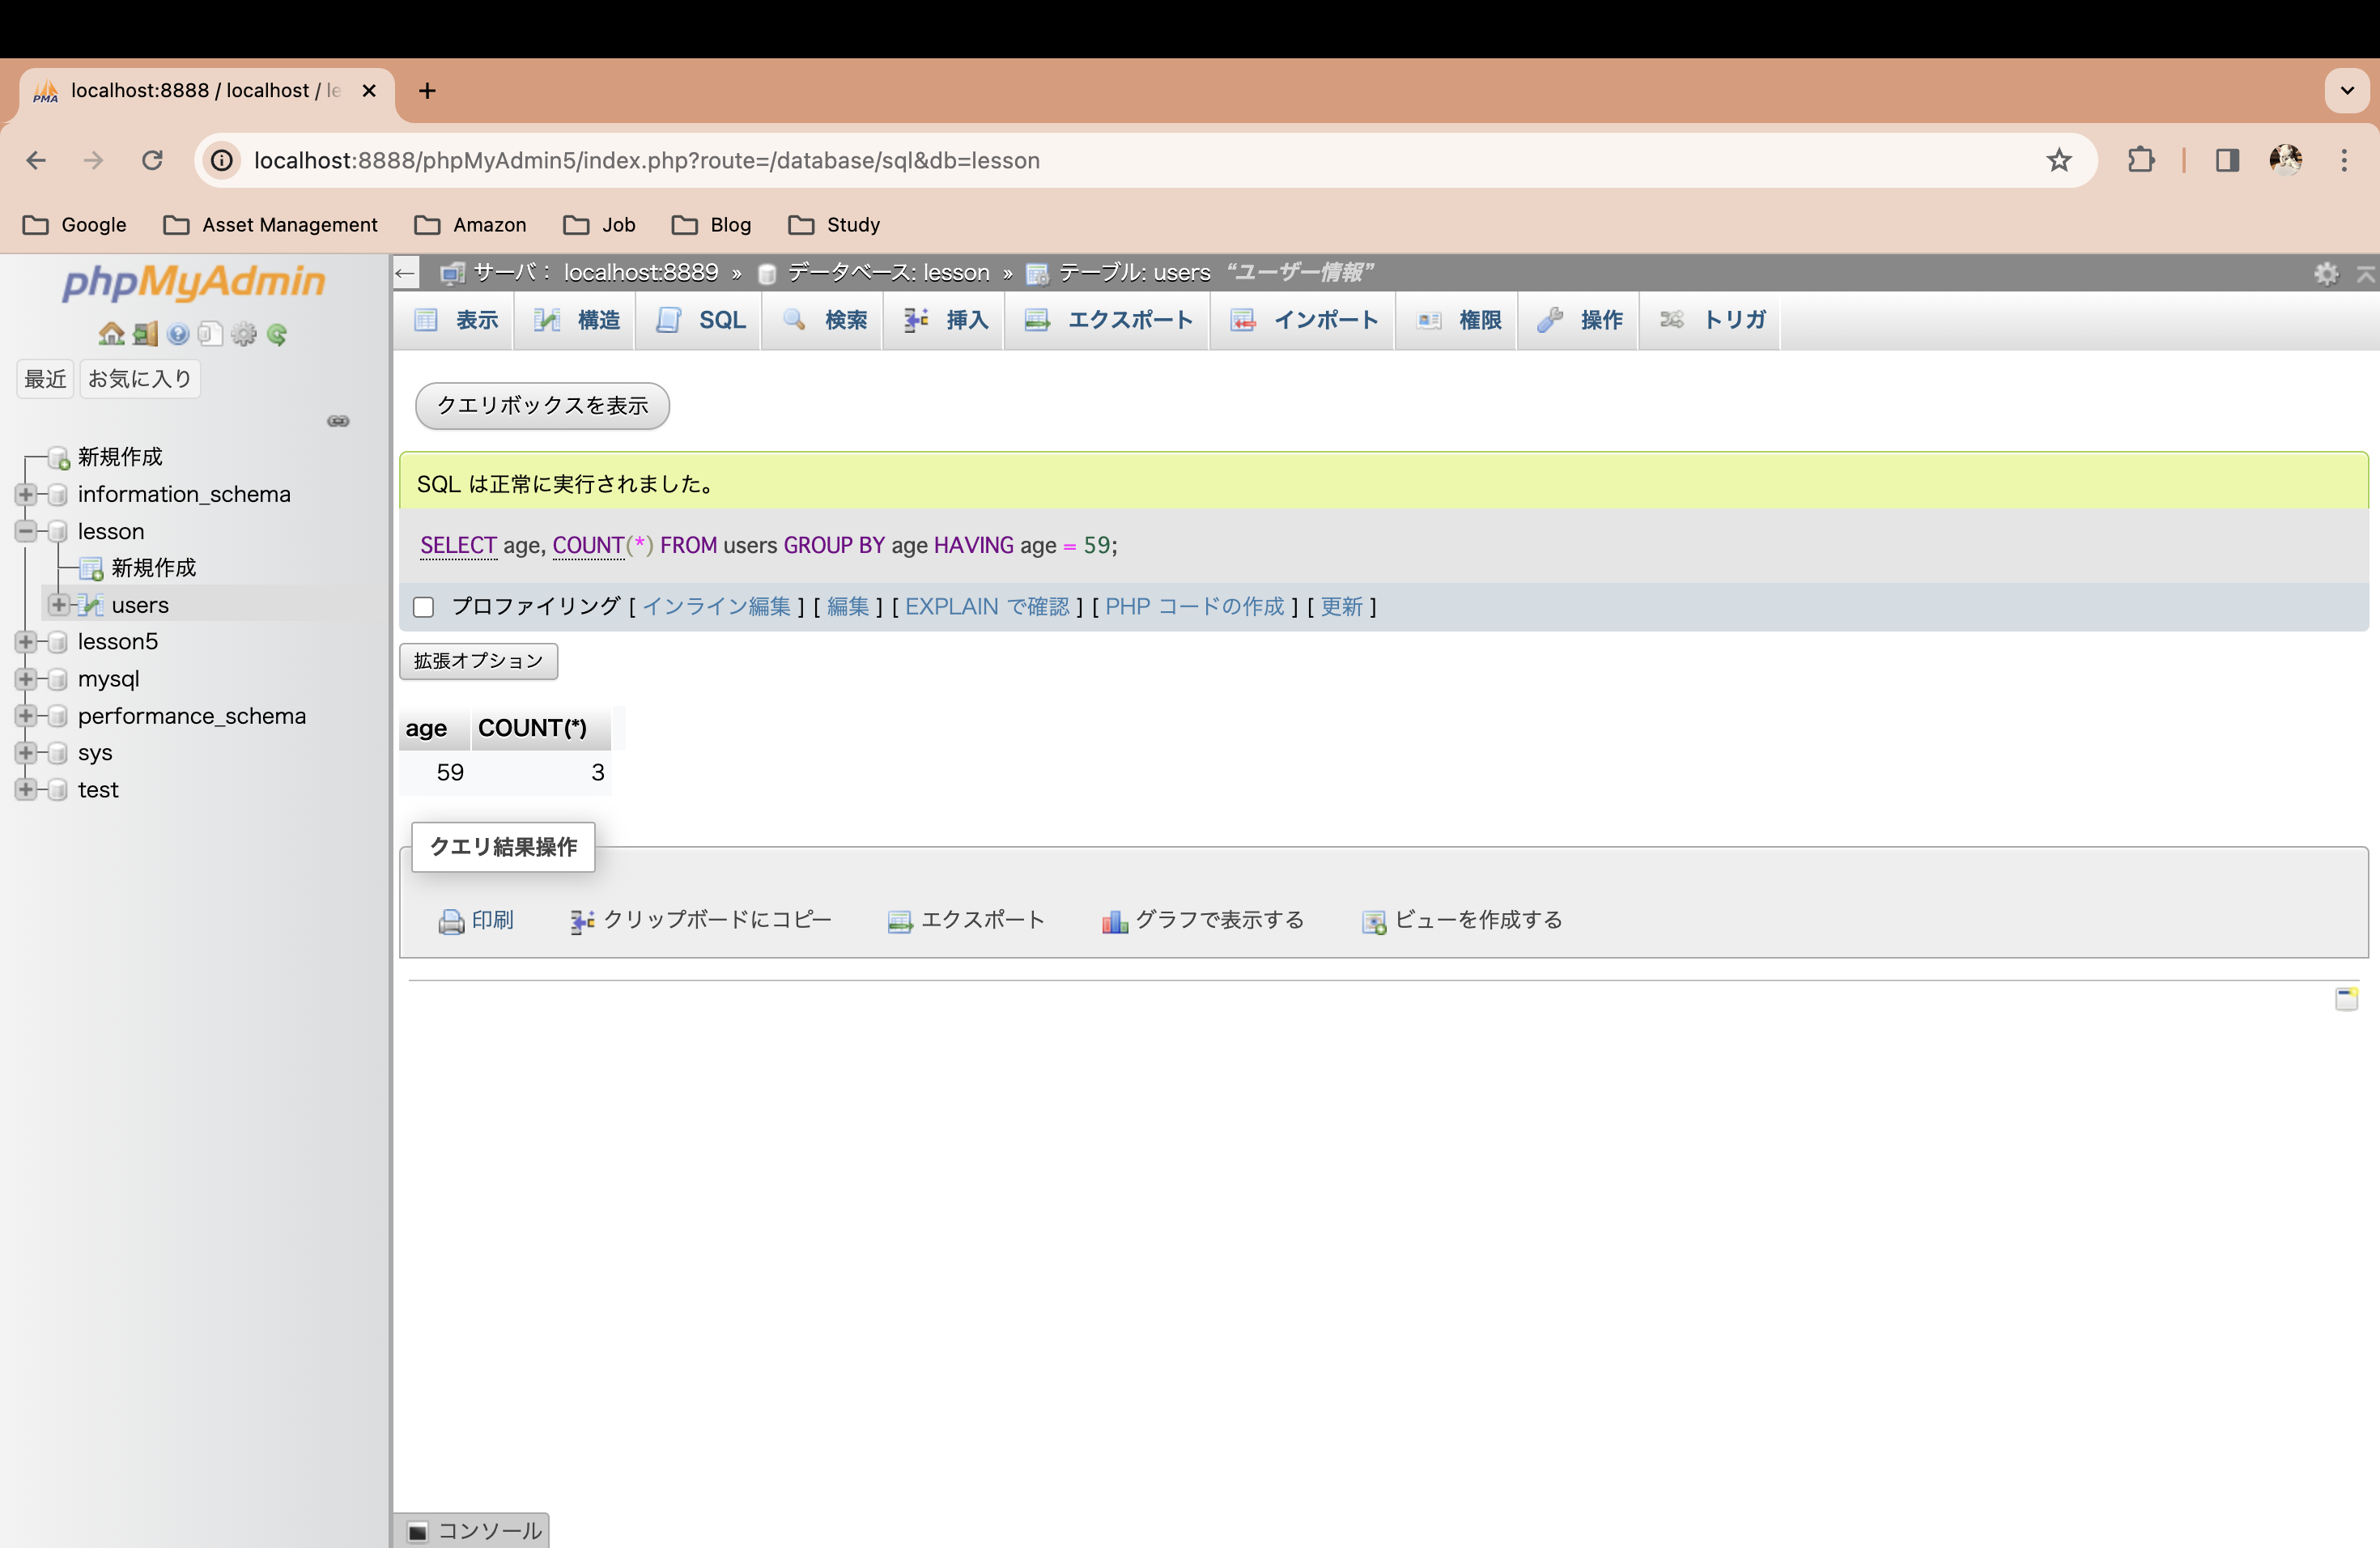 PMA localhost:8888 / localhost / le
localhost:8888/phpMyAdmin5/index.php?route=/database/sql&db=lesson
Google Asset Management Amazon Job Blog Study
phpMyAdmin
最近 お気に入り
新規作成
information_schema
lesson
新規作成
users
lesson5
mysql
performance_schema
sys
test
サーバ: localhost:8889 » データベース: lesson » テーブル: users “ユーザー情報”
表示 構造 SQL 検索 挿入 エクスポート インポート 権限 操作 トリガ
クエリボックスを表示
SQL は正常に実行されました。
SELECT age, COUNT(*) FROM users GROUP BY age HAVING age = 59;
プロファイリング [ インライン編集 ] [ 編集 ] [ EXPLAIN で確認 ] [ PHP コードの作成 ] [ 更新 ]
拡張オプション
age COUNT(*)
59 3
クエリ結果操作
印刷 クリップボードにコピー エクスポート グラフで表示する ビューを作成する
コンソール